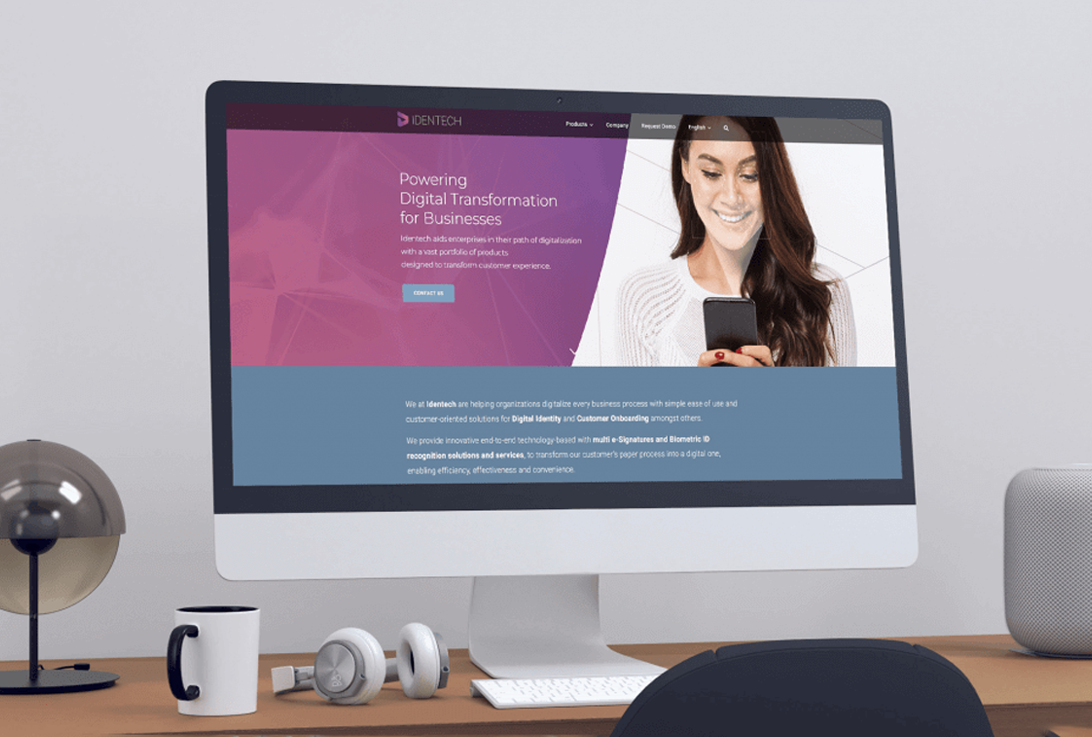 IDENTECH
Products
Company
Request Demo
English
Powering
Digital Transformation
for Businesses
Identech aids enterprises in their path of digitalization
with a vast portfolio of products
designed to transform customer experience.
CONTACT US
We at Identech are helping organizations digitalize every business process with simple ease of use and
customer-oriented solutions for Digital Identity and Customer Onboarding amongst others.
We provide innovative end-to-end technology-based with multi e-Signatures and Biometric ID
recognition solutions and services, to transform our customer's paper process into a digital one,
enabling efficiency, effectiveness and convenience.